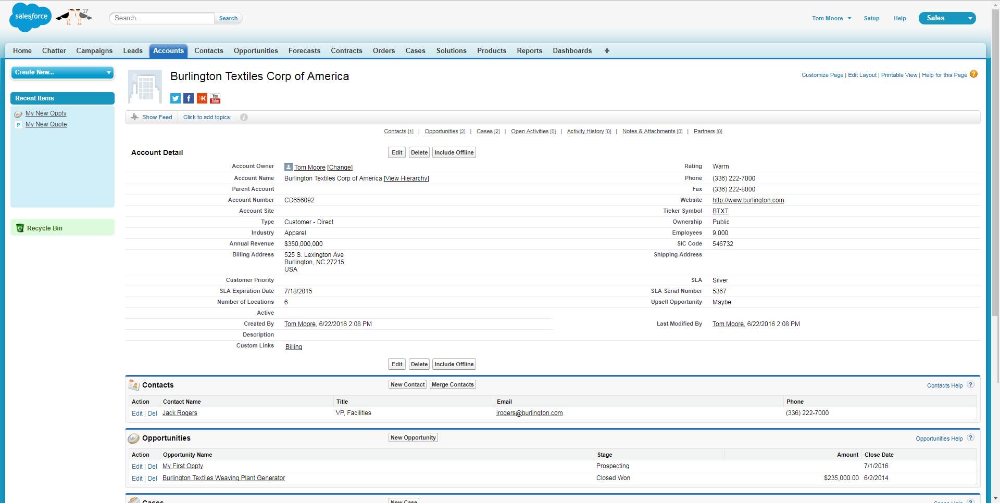 salesforce
'17
Search...
Search
Tom Moore
Setup
Help
Sales
Home Chatter Campaigns Leads Accounts Contacts Opportunities Forecasts Contracts Orders Cases Solutions Products Reports Dashboards +
Create New...
Recent Items
My New Oppty
My New Quote
Recycle Bin
Burlington Textiles Corp of America
Customize Page | Edit Layout | Printable View | Help for this Page ?
You Tube
Show Feed Click to add topics: i
Contacts [1] | Opportunities [2] | Cases [2] | Open Activities [0] | Activity History [0] | Notes & Attachments [0] | Partners [0]
Account Detail Edit Delete Include Offline
Account Owner Tom Moore [Change] Rating Warm
Account Name Burlington Textiles Corp of America [View Hierarchy] Phone (336) 222-7000
Parent Account Fax (336) 222-8000
Account Number CD656092 Website http://www.burlington.com
Account Site Ticker Symbol BTXT
Type Customer - Direct Ownership Public
Industry Apparel Employees 9,000
Annual Revenue $350,000,000 SIC Code 546732
Billing Address 525 S. Lexington Ave Shipping Address
Burlington, NC 27215
USA
Customer Priority SLA Silver
SLA Expiration Date 7/18/2015 SLA Serial Number 5367
Number of Locations 6 Upsell Opportunity Maybe
Active
Created By Tom Moore, 6/22/2016 2:08 PM Last Modified By Tom Moore, 6/22/2016 2:08 PM
Description
Custom Links Billing
Edit Delete Include Offline
Contacts New Contact Merge Contacts Contacts Help ?
Action Contact Name Title Email Phone
Edit | Del Jack Rogers VP, Facilities jrogers@burlington.com (336) 222-7000
Opportunities New Opportunity Opportunities Help ?
Action Opportunity Name Stage Amount Close Date
Edit | Del My First Oppty Prospecting 7/1/2016
Edit | Del Burlington Textiles Weaving Plant Generator Closed Won $235,000.00 6/2/2014
Cases New Case Cases Help ?